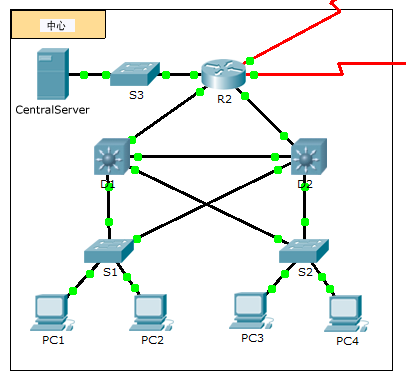 中心
CentralServer
S3
R2
D1
D2
S1
S2
PC1
PC2
PC3
PC4